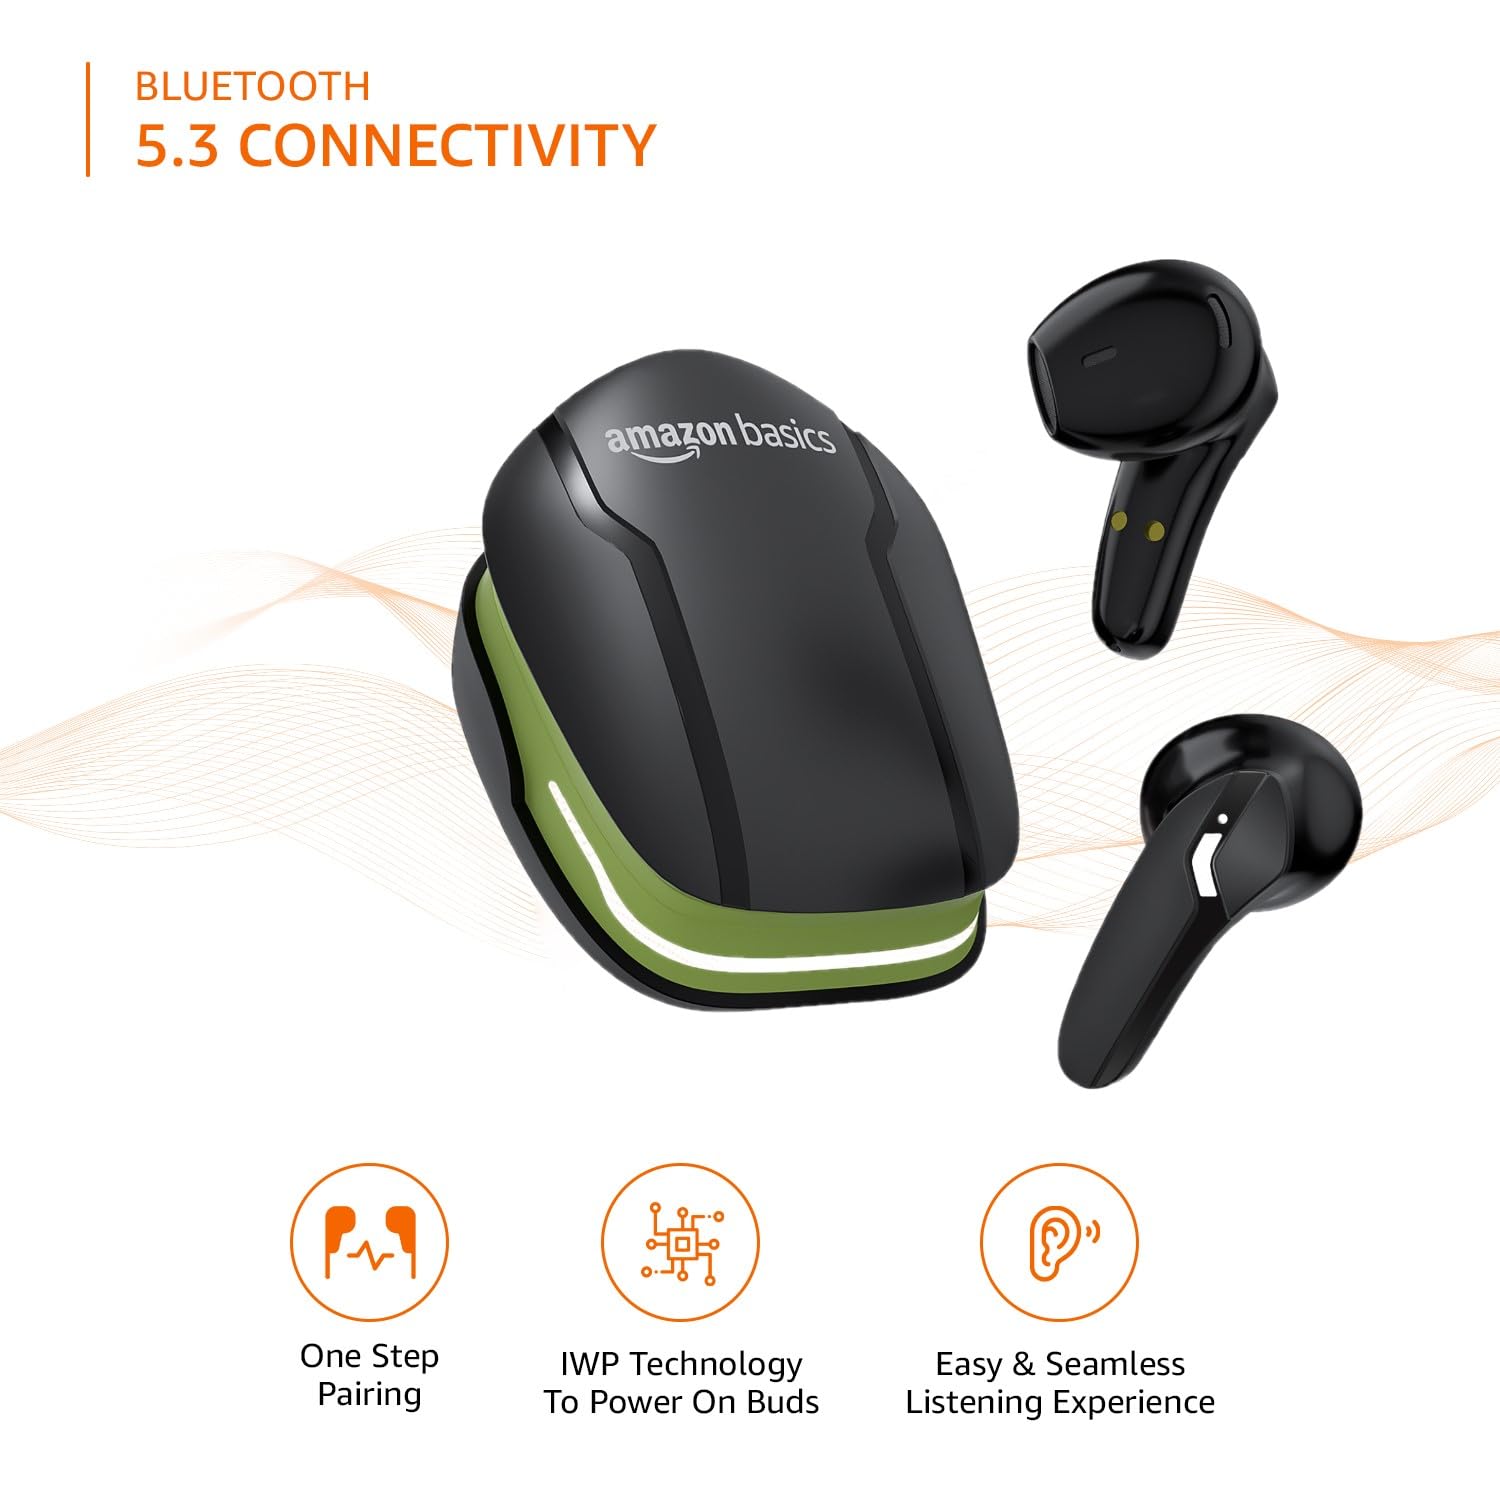 BLUETOOTH
5.3 CONNECTIVITY
amazon basics
One Step
Pairing
IWP Technology
To Power On Buds
Easy & Seamless
Listening Experience